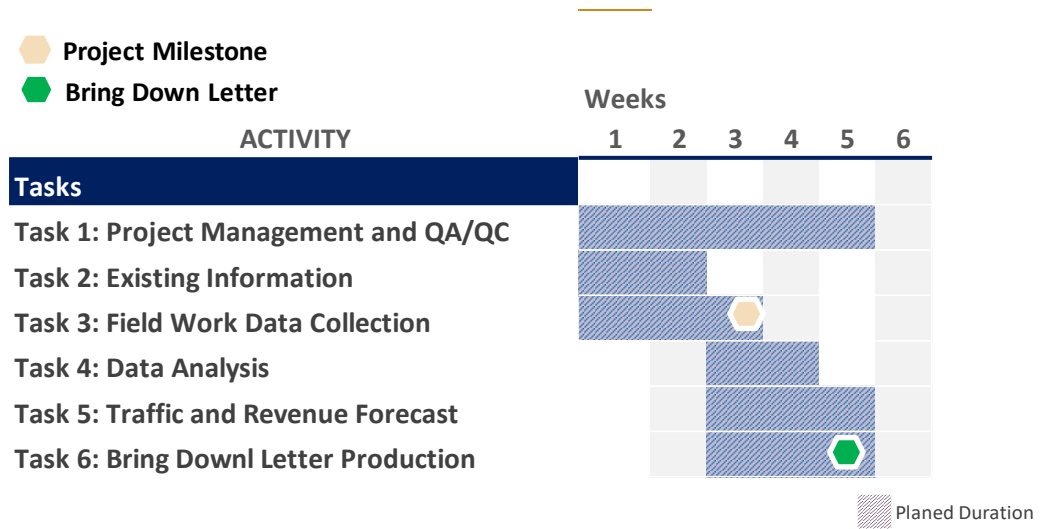 Project Milestone
Bring Down Letter
Weeks
ACTIVITY 1 2 3 4 5 6
Tasks
Task 1: Project Management and QA/QC
Task 2: Existing Information
Task 3: Field Work Data Collection
Task 4: Data Analysis
Task 5: Traffic and Revenue Forecast
Task 6: Bring Downl Letter Production
Planed Duration